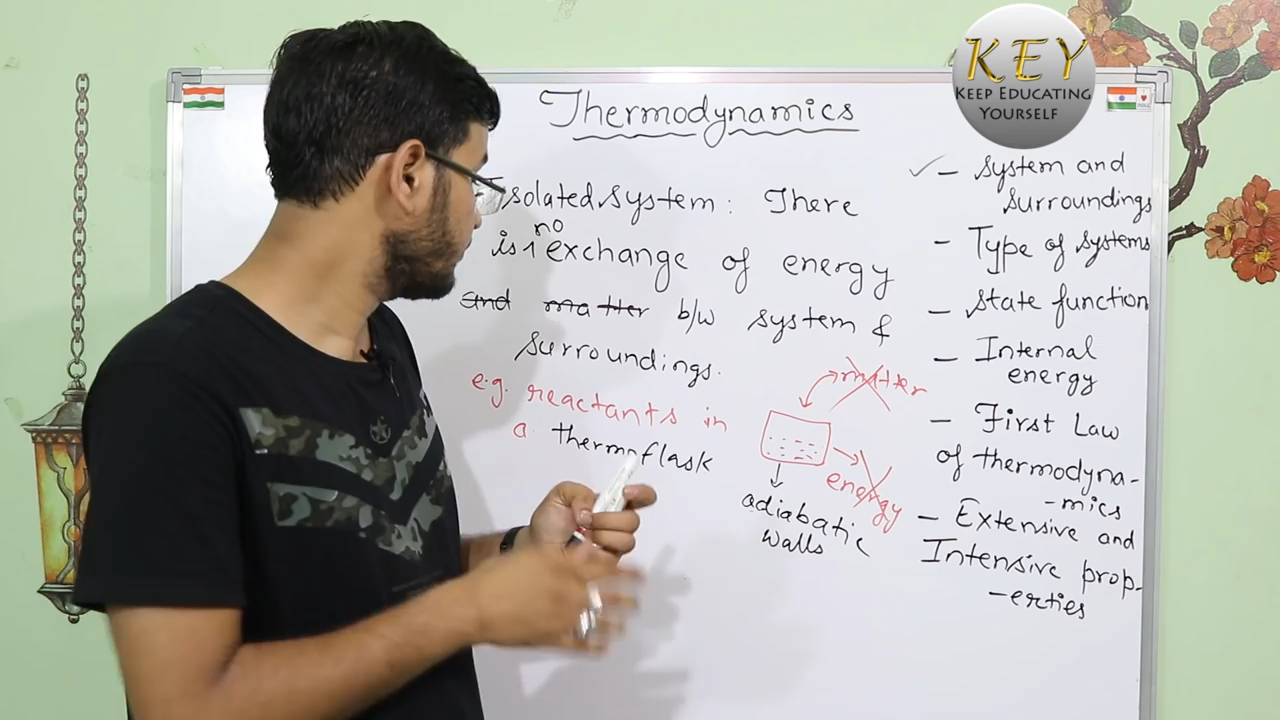 KEY
KEEP EDUCATING
YOURSELF
Thermodynamics
Isolated system: There
is no exchange of energy
and matter b/w system &
surroundings.
e.g. reactants in
a thermoflask
matter
energy
adiabatic
walls
✓ - System and
surroundings
- Type of systems
- state function
- Internal
energy
- First Law
of thermodyna-
-mics
- Extensive and
Intensive prop-
-erties